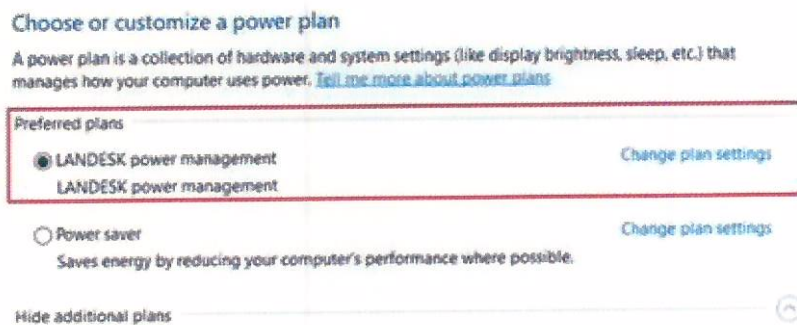 Choose or customize a power plan
A power plan is a collection of hardware and system settings (like display brightness, sleep, etc.) that
manages how your computer uses power. Tell me more about power plans
Preferred plans
LANDESK power management Change plan settings
LANDESK power management
Power saver Change plan settings
Saves energy by reducing your computer's performance where possible.
Hide additional plans